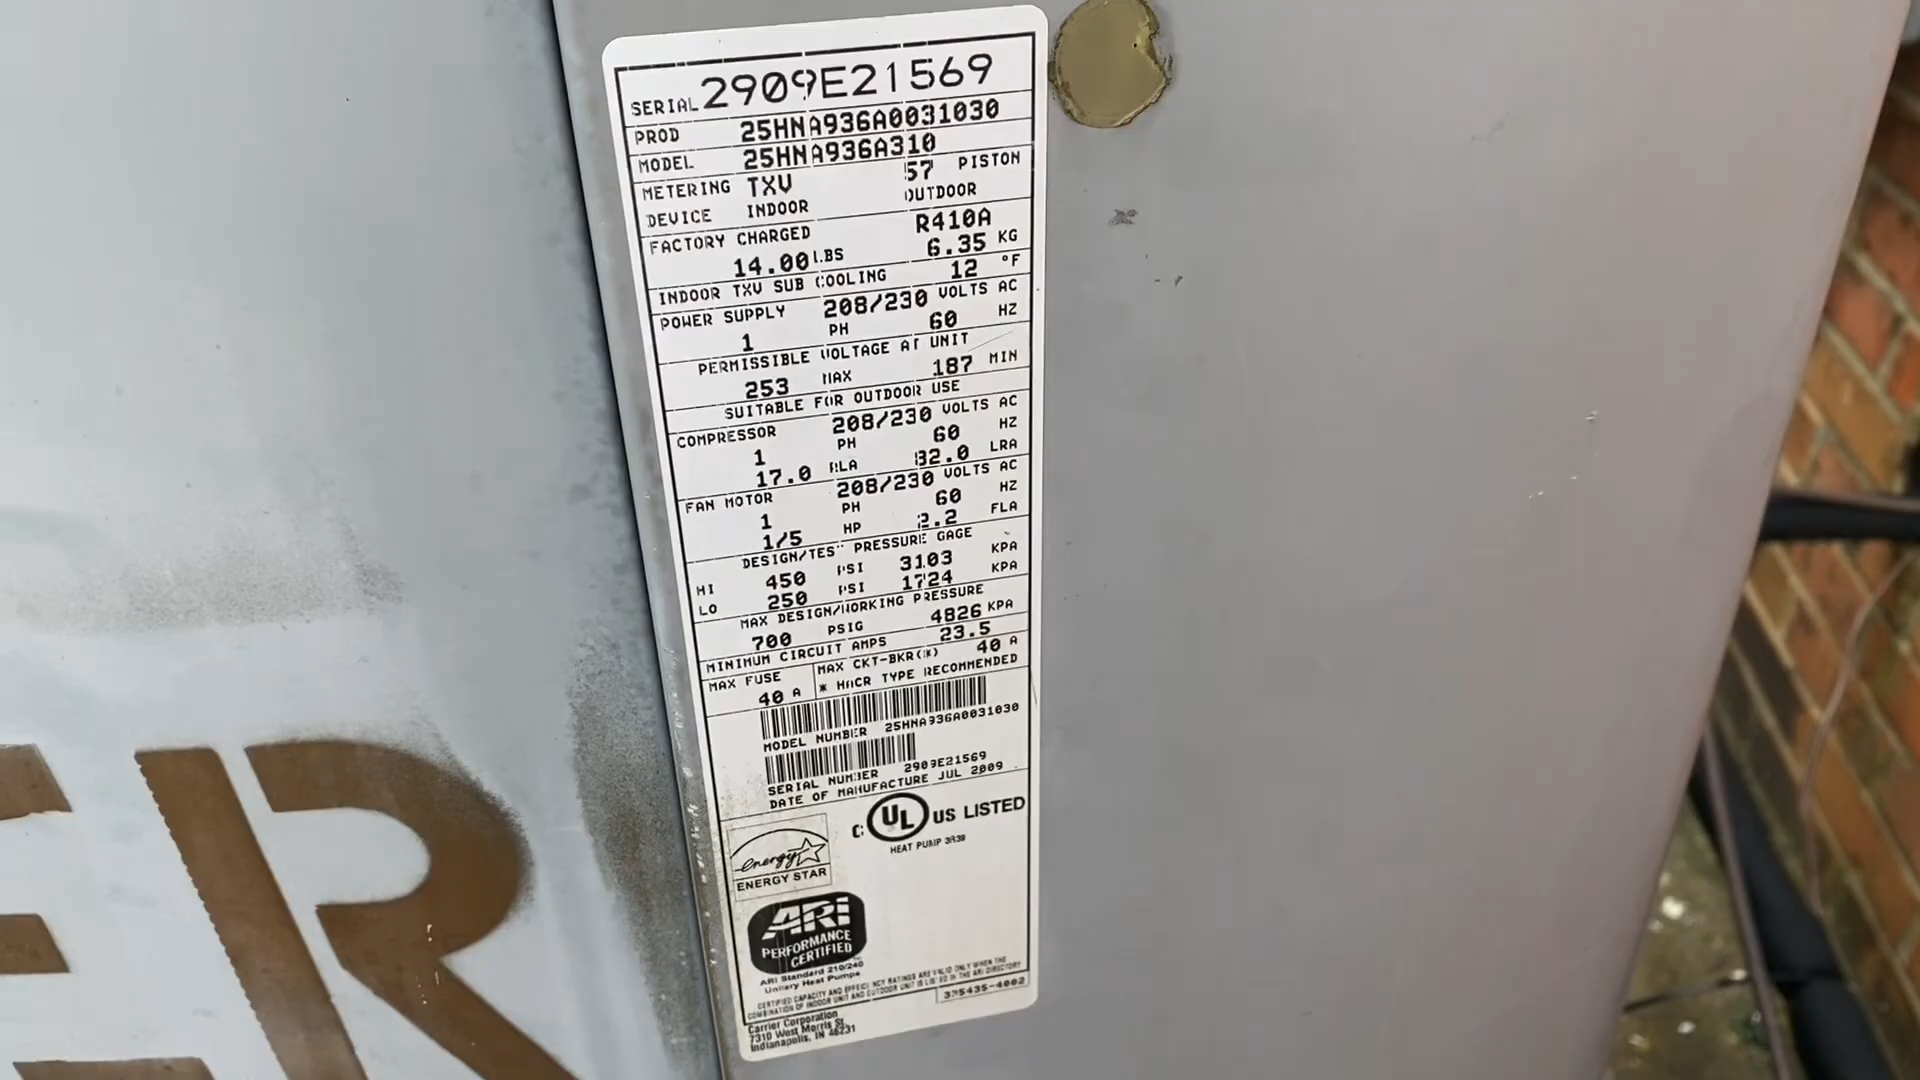 SERIAL 2909E21569
PROD 25HNA936A0031030
MODEL 25HNA936A310
METERING TXV 57 PISTON
DEVICE INDOOR OUTDOOR
FACTORY CHARGED R410A
14.00 LBS 6.35 KG
INDOOR TXV SUB COOLING 12 °F
POWER SUPPLY 208/230 VOLTS AC
1 PH 60 HZ
PERMISSIBLE VOLTAGE AT UNIT
253 MAX 187 MIN
SUITABLE FOR OUTDOOR USE
COMPRESSOR 208/230 VOLTS AC
1 PH 60 HZ
17.0 RLA 82.0 LRA
FAN MOTOR 208/230 VOLTS AC
1 PH 60 HZ
1/5 HP 2.2 FLA
DESIGN/TEST PRESSURE GAGE
HI 450 PSI 3103 KPA
LO 250 PSI 1724 KPA
MAX DESIGN/WORKING PRESSURE
700 PSIG 4826 KPA
MINIMUM CIRCUIT AMPS 23.5
MAX FUSE MAX CKT-BKR(*) 40 A
40 A * HACR TYPE RECOMMENDED
MODEL NUMBER 25HNA936A0031030
SERIAL NUMBER 2909E21569
DATE OF MANUFACTURE JUL 2009
C UL US LISTED
HEAT PUMP 3R39
energy
ENERGY STAR
ARI
PERFORMANCE
CERTIFIED
ARI Standard 210/240
Unitary Heat Pumps
CERTIFIED CAPACITY AND EFFICIENCY RATINGS ARE VALID ONLY WHEN THE
COMBINATION OF INDOOR UNIT AND OUTDOOR UNIT IS LISTED IN THE ARI DIRECTORY
Carrier Corporation
7310 West Morris St.
Indianapolis, IN 46231
ER